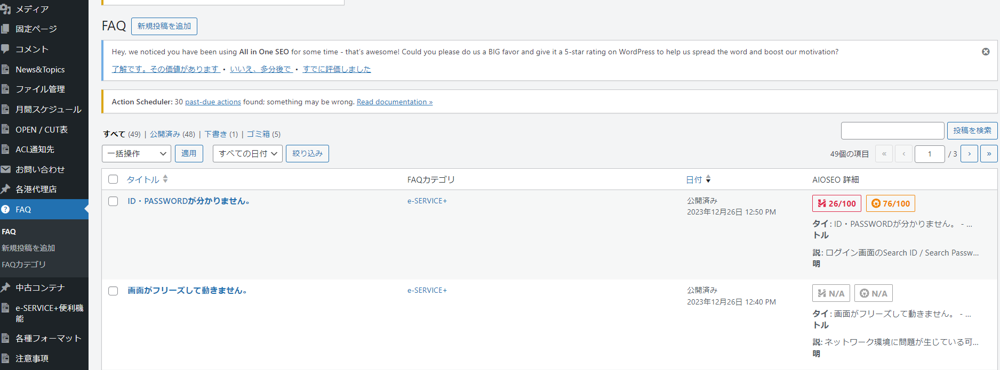 メディア
固定ページ
コメント
News&Topics
ファイル管理
月間スケジュール
OPEN / CUT表
ACL通知先
お問い合わせ
各港代理店
FAQ
FAQ
新規投稿を追加
FAQカテゴリ
中古コンテナ
e-SERVICE+便利機
能
各種フォーマット
注意事項
FAQ 新規投稿を追加
Hey, we noticed you have been using All in One SEO for some time - that's awesome! Could you please do us a BIG favor and give it a 5-star rating on WordPress to help us spread the word and boost our motivation?
了解です。その価値があります • いいえ、多分後で • すでに評価しました
Action Scheduler: 30 past-due actions found; something may be wrong. Read documentation »
すべて (49) | 公開済み (48) | 下書き (1) | ゴミ箱 (5)
投稿を検索
一括操作 適用 すべての日付 絞り込み
49個の項目 « ‹ 1 / 3 › »
タイトル FAQカテゴリ 日付 AIOSEO 詳細
ID・PASSWORDが分かりません。 e-SERVICE+ 公開済み
2023年12月26日 12:50 PM
26/100 76/100
タイ: ID・PASSWORDが分かりません。 - ...
トル
説: ログイン画面のSearch ID / Search Passw...
明
画面がフリーズして動きません。 e-SERVICE+ 公開済み
2023年12月26日 12:40 PM
N/A N/A
タイ: 画面がフリーズして動きません。 - ...
トル
説: ネットワーク環境に問題が生じている可...
明